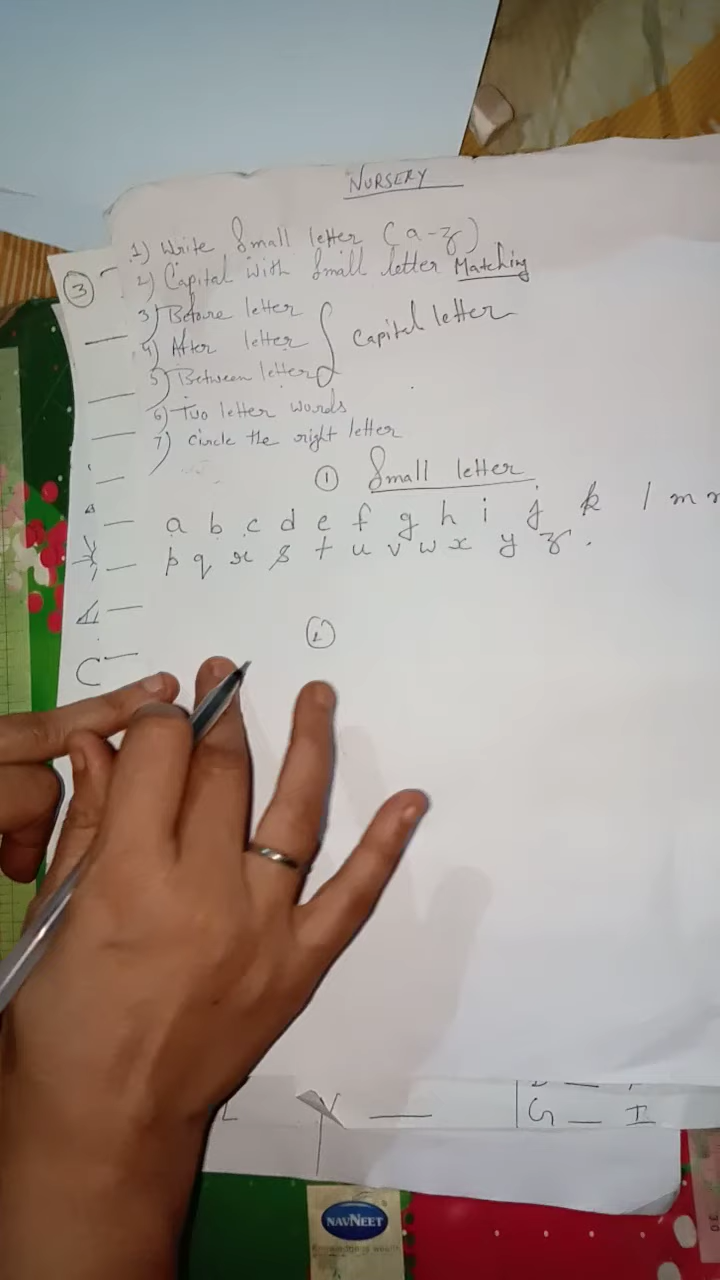 NURSERY
1) Write Small letter (a-z)
2) Capital with Small letter Matching
3) Before letter
4) After letter
5) Between letter
Capital letter
6) Two letter words
7) Circle the right letter
① Small letter
a b c d e f g h i j k l m n
p q r s t u v w x y z .
②
③
C —
Y —
G — I
NAVNEET